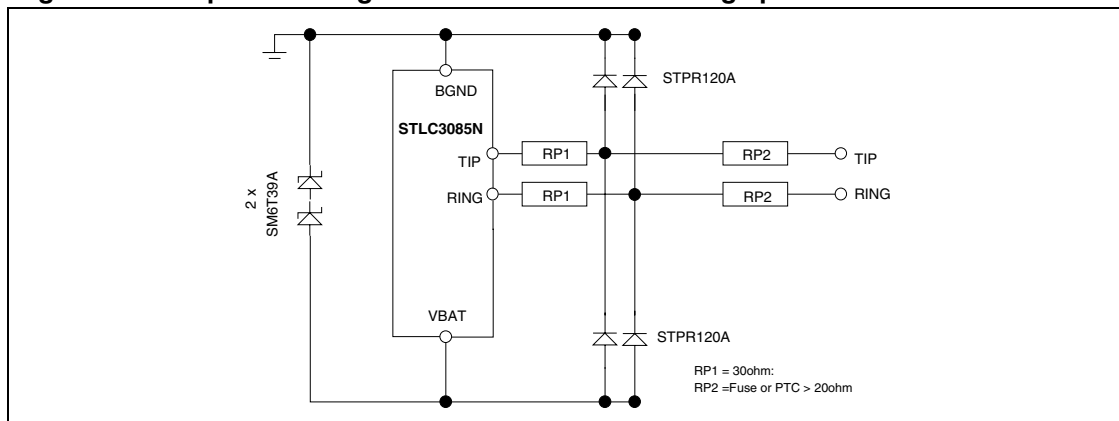 STPR120A
BGND
STLC3085N
TIP
RP1
RP2
TIP
RING
RP1
RP2
RING
2 x
SM6T39A
VBAT
STPR120A
RP1 = 30ohm:
RP2 =Fuse or PTC > 20ohm